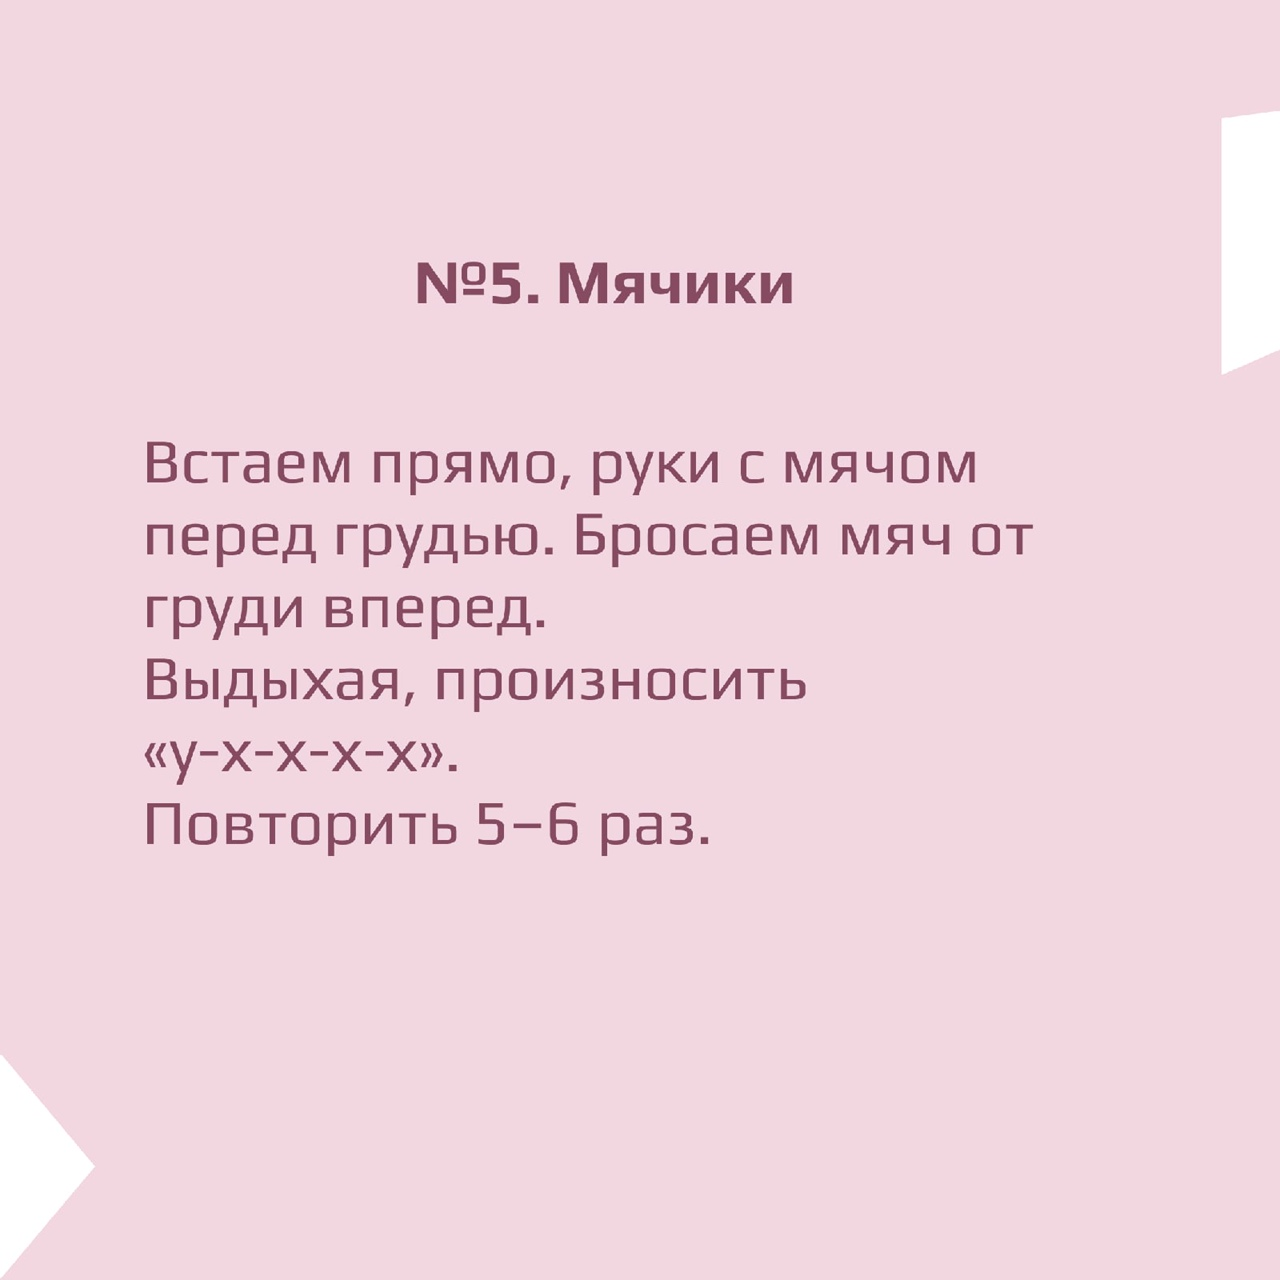 №5. Мячики
Встаем прямо, руки с мячом
перед грудью. Бросаем мяч от
груди вперед.
Выдыхая, произносить
«у-х-х-х-х».
Повторить 5–6 раз.